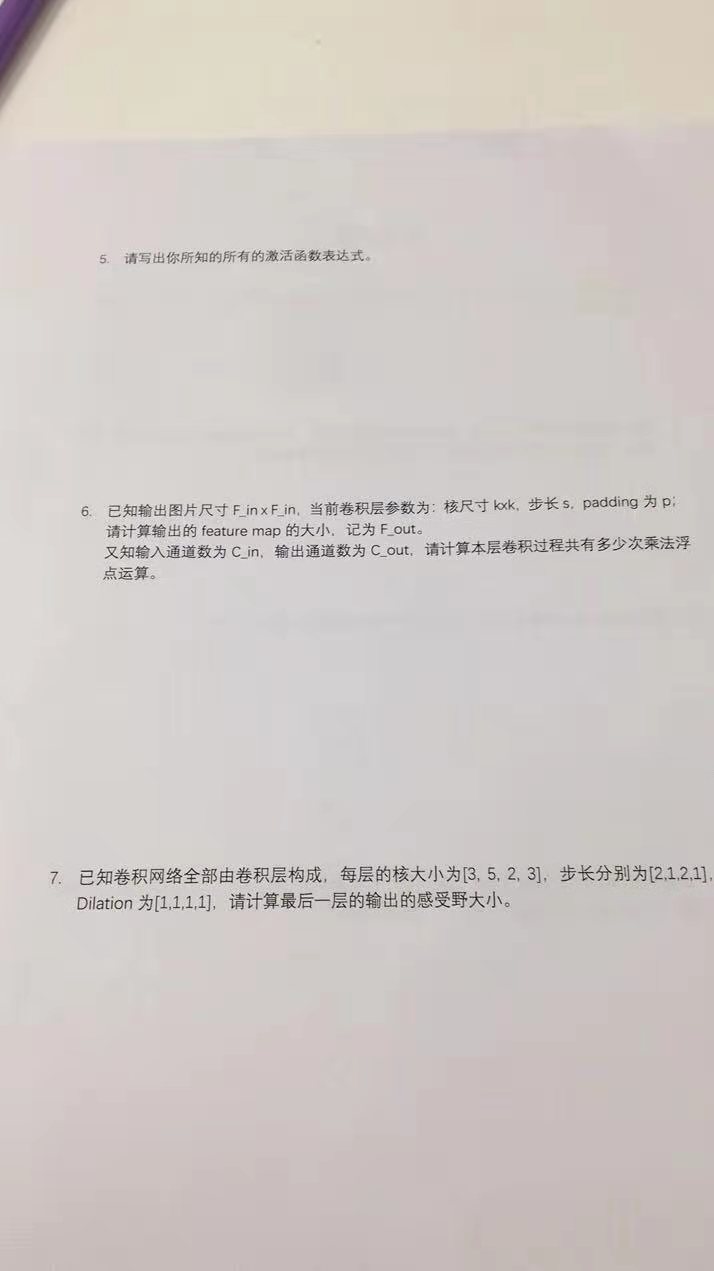 5. 请写出你所知的所有的激活函数表达式。
6. 已知输出图片尺寸 F_in x F_in，当前卷积层参数为：核尺寸 kxk，步长 s，padding 为 p；
请计算输出的 feature map 的大小，记为 F_out。
又知输入通道数为 C_in，输出通道数为 C_out，请计算本层卷积过程共有多少次乘法浮
点运算。
7. 已知卷积网络全部由卷积层构成，每层的核大小为[3, 5, 2, 3]，步长分别为[2,1,2,1]，
Dilation 为[1,1,1,1]，请计算最后一层的输出的感受野大小。